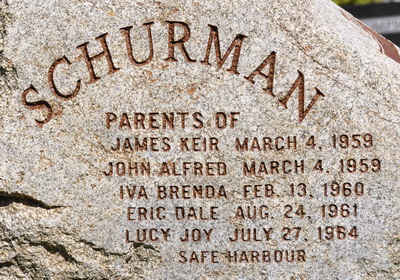 SCHURMAN
PARENTS OF
JAMES KEIR MARCH 4, 1959
JOHN ALFRED MARCH 4, 1959
IVA BRENDA FEB. 13, 1960
ERIC DALE AUG. 24, 1961
LUCY JOY JULY 27, 1964
SAFE HARBOUR